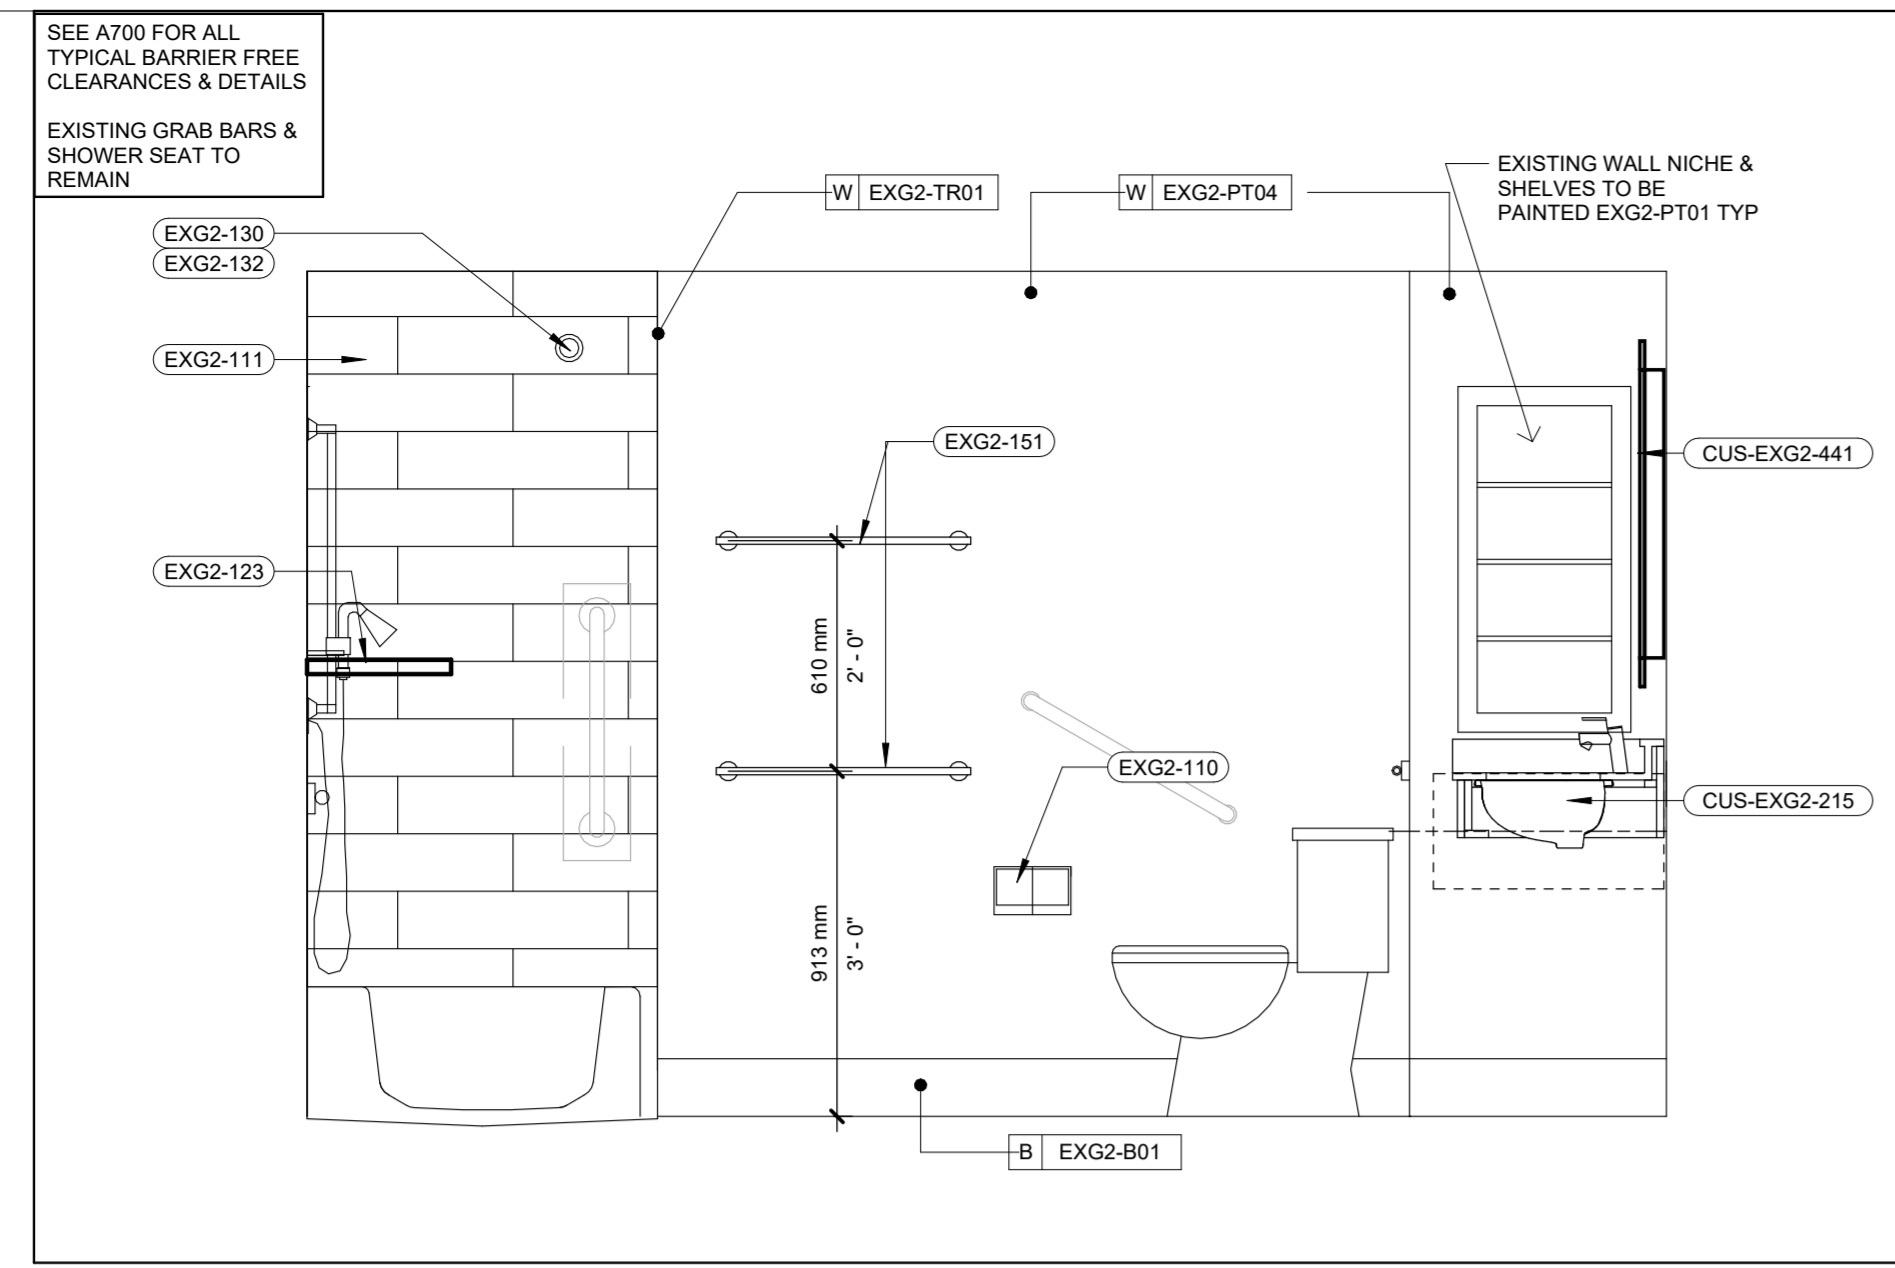 SEE A700 FOR ALL
TYPICAL BARRIER FREE
CLEARANCES & DETAILS
EXISTING GRAB BARS &
SHOWER SEAT TO
REMAIN
EXISTING WALL NICHE &
SHELVES TO BE
PAINTED EXG2-PT01 TYP
W EXG2-TR01
W EXG2-PT04
EXG2-130
EXG2-132
EXG2-111
EXG2-151
CUS-EXG2-441
EXG2-123
610 mm
2' - 0"
EXG2-110
CUS-EXG2-215
913 mm
3' - 0"
B EXG2-B01